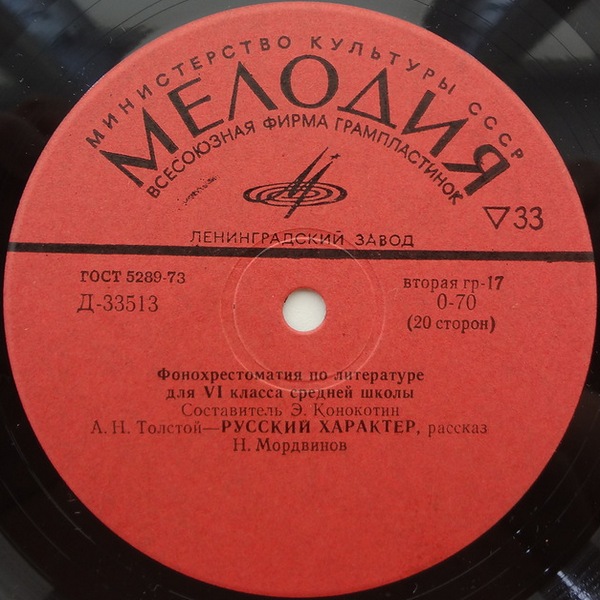 МИНИСТЕРСТВО КУЛЬТУРЫ СССР
МЕЛОДИЯ
ВСЕСОЮЗНАЯ ФИРМА ГРАМПЛАСТИНОК
ЛЕНИНГРАДСКИЙ ЗАВОД
▽33
ГОСТ 5289-73
Д-33513
вторая гр-17
0-70
(20 сторон)
Фонохрестоматия по литературе
для VI класса средней школы
Составитель Э. Конокотин
А. Н. Толстой—РУССКИЙ ХАРАКТЕР, рассказ
Н. Мордвинов